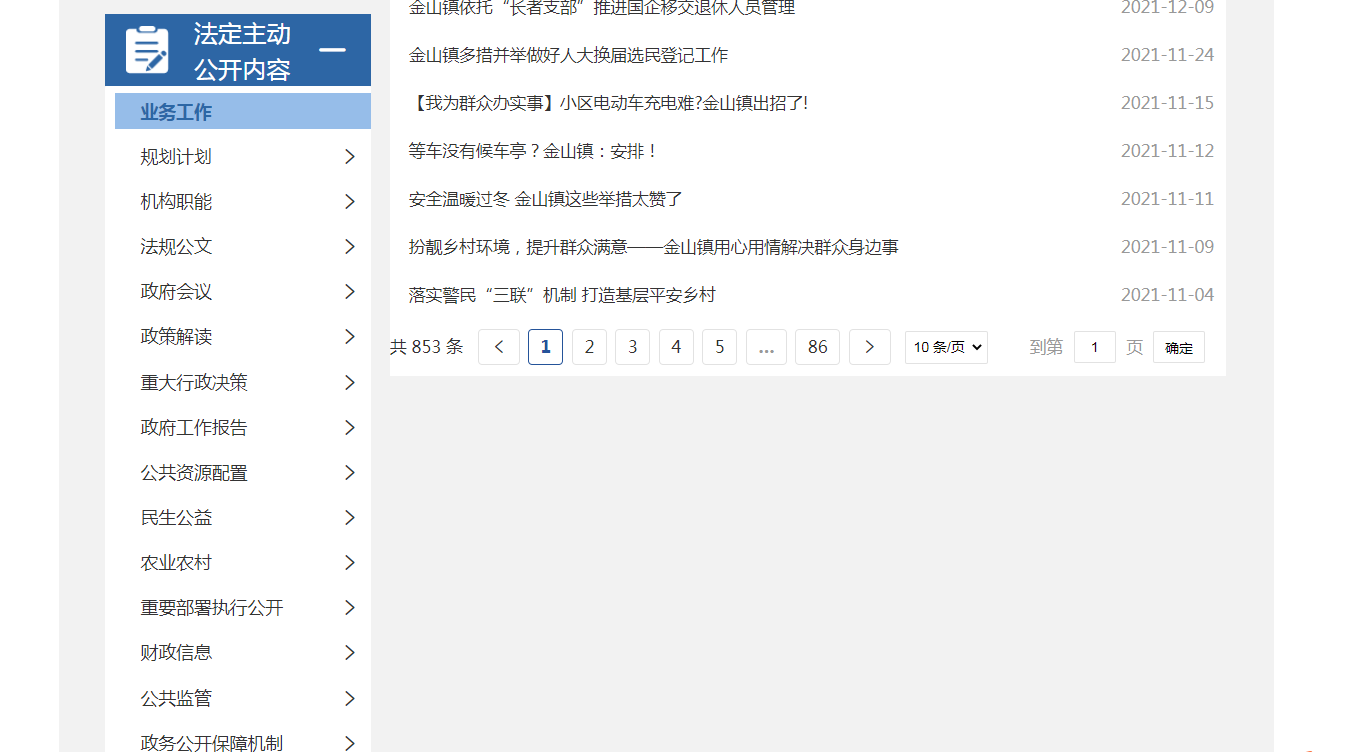 法定主动
公开内容
业务工作
规划计划
机构职能
法规公文
政府会议
政策解读
重大行政决策
政府工作报告
公共资源配置
民生公益
农业农村
重要部署执行公开
财政信息
公共监管
政务公开保障机制
金山镇依托“长者支部”推进国企移交退休人员管理 2021-12-09
金山镇多措并举做好人大换届选民登记工作 2021-11-24
【我为群众办实事】小区电动车充电难?金山镇出招了! 2021-11-15
等车没有候车亭？金山镇：安排！ 2021-11-12
安全温暖过冬 金山镇这些举措太赞了 2021-11-11
扮靓乡村环境，提升群众满意——金山镇用心用情解决群众身边事 2021-11-09
落实警民“三联”机制 打造基层平安乡村 2021-11-04
共 853 条 < 1 2 3 4 5 … 86 > 10 条/页 到第 1 页 确定